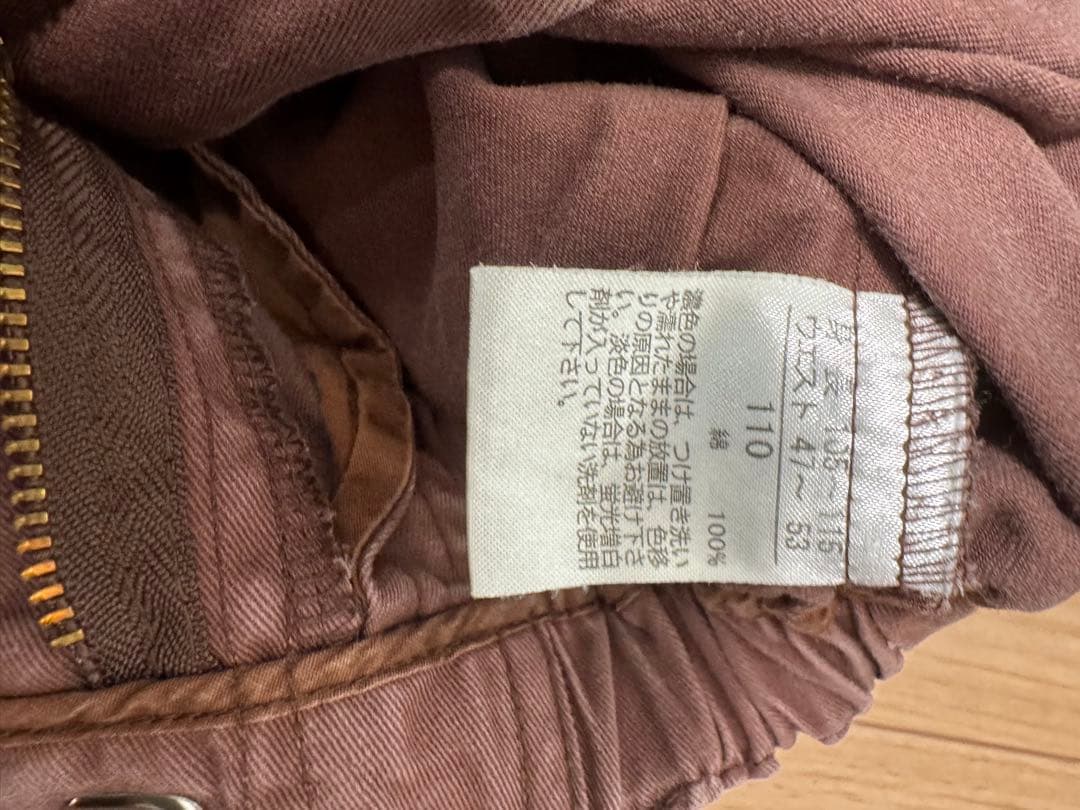 身長 105〜115
ウエスト 47〜53
110
綿 100%
濃色の場合は、つけ置き洗い
や濡れたままの放置は、色移
りの原因となる為お避け下さ
い。淡色の場合は、蛍光増白
剤が入っていない洗剤を使用
して下さい。